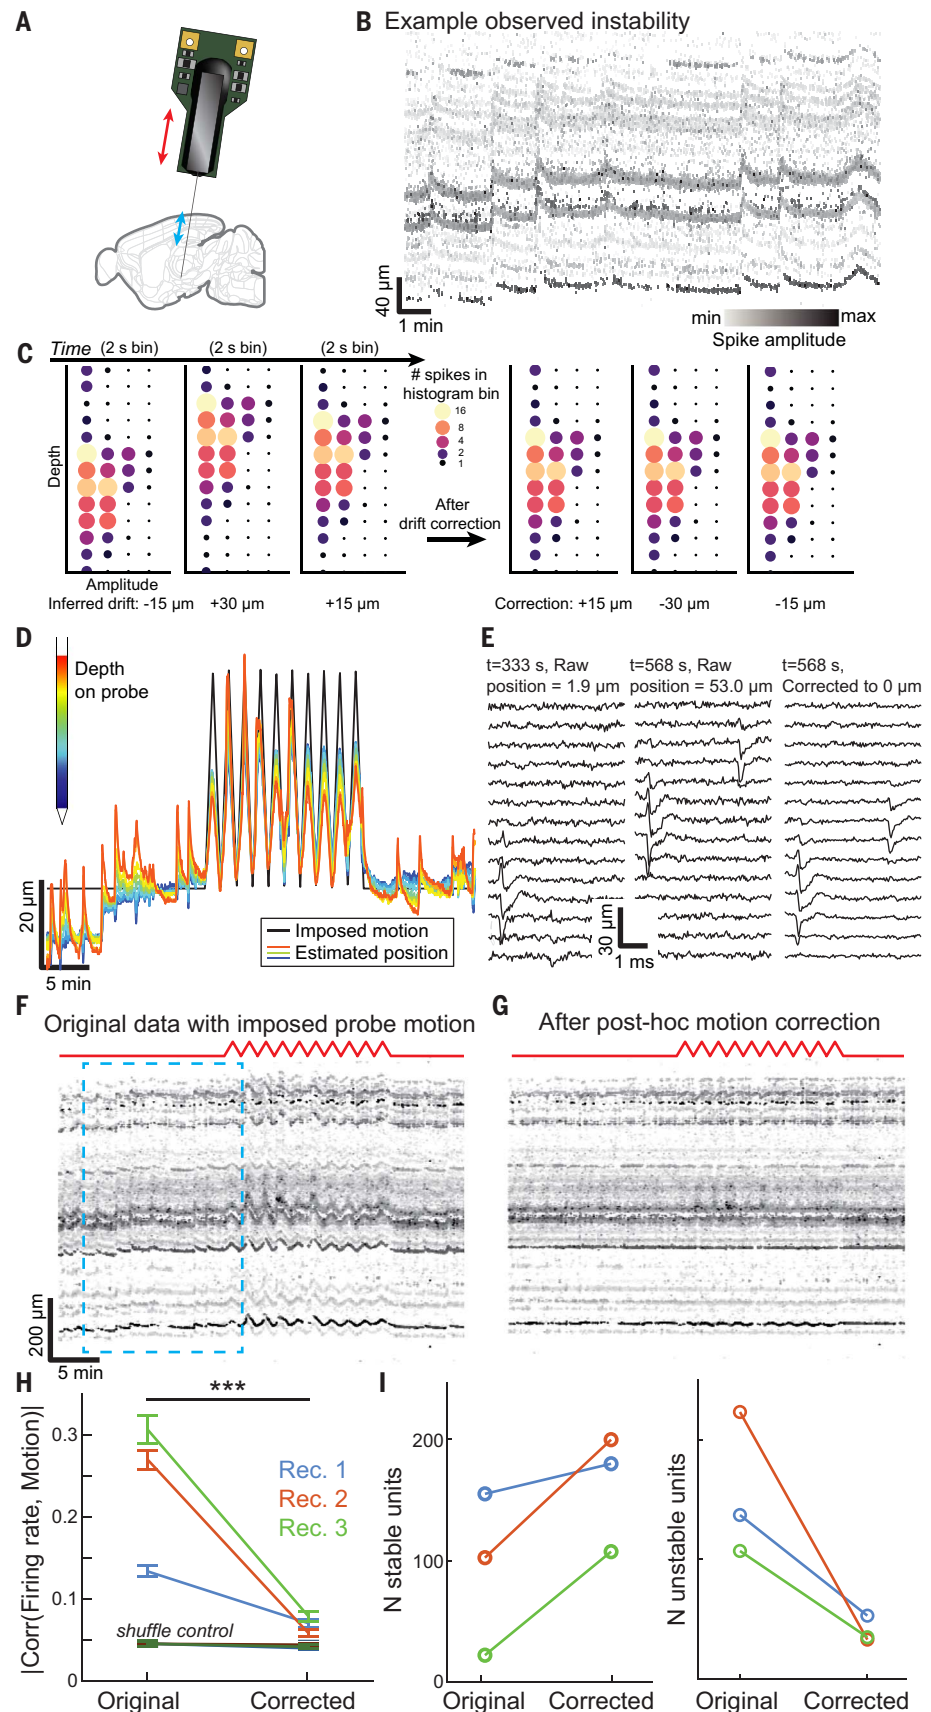 A
B Example observed instability
40 µm
1 min
min max
Spike amplitude
C Time (2 s bin) (2 s bin) (2 s bin)
# spikes in
histogram bin
16
8
4
2
1
Depth
After
drift correction
Amplitude
Inferred drift: -15 µm +30 µm +15 µm Correction: +15 µm -30 µm -15 µm
D
Depth
on probe
20 µm
5 min
Imposed motion
Estimated position
E
t=333 s, Raw
position = 1.9 µm
t=568 s, Raw
position = 53.0 µm
t=568 s,
Corrected to 0 µm
30 µm
1 ms
F
Original data with imposed probe motion
200 µm
5 min
G
After post-hoc motion correction
H
***
|Corr(Firing rate, Motion)|
0.3
0.2
0.1
0
Rec. 1
Rec. 2
Rec. 3
shuffle control
Original Corrected
I
N stable units
200
100
0
Original Corrected
N unstable units
Original Corrected